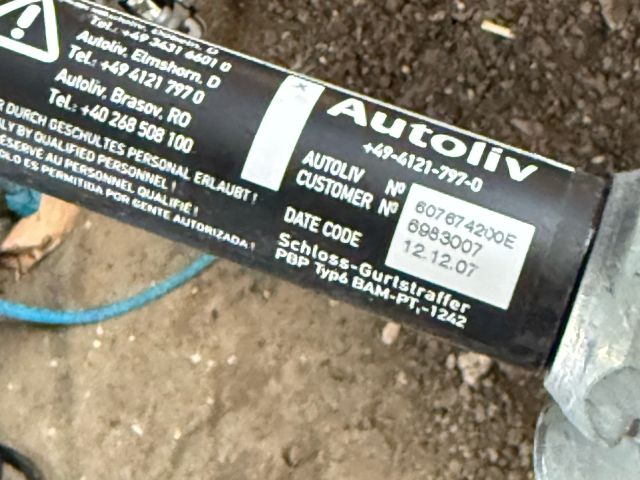 Tel.: +49 3431 6601 0
Autoliv, Elmshorn, D
Tel.: +49 4121 797 0
Autoliv, Brasov, RO
Tel.: +40 268 508 100
DURCH GESCHULTES PERSONAL ERLAUBT!
BY QUALIFIED PERSONNEL!
AU PERSONNEL QUALIFIÉ!
ES PERMITIDA POR GENTE AUTORIZADA!
Autoliv
+49-4121-797-0
AUTOLIV Nº 607674200E
CUSTOMER Nº 6983007
DATE CODE 12.12.07
Schloss-Gurtstraffer
PBP Typ6 BAM-PT,-1242